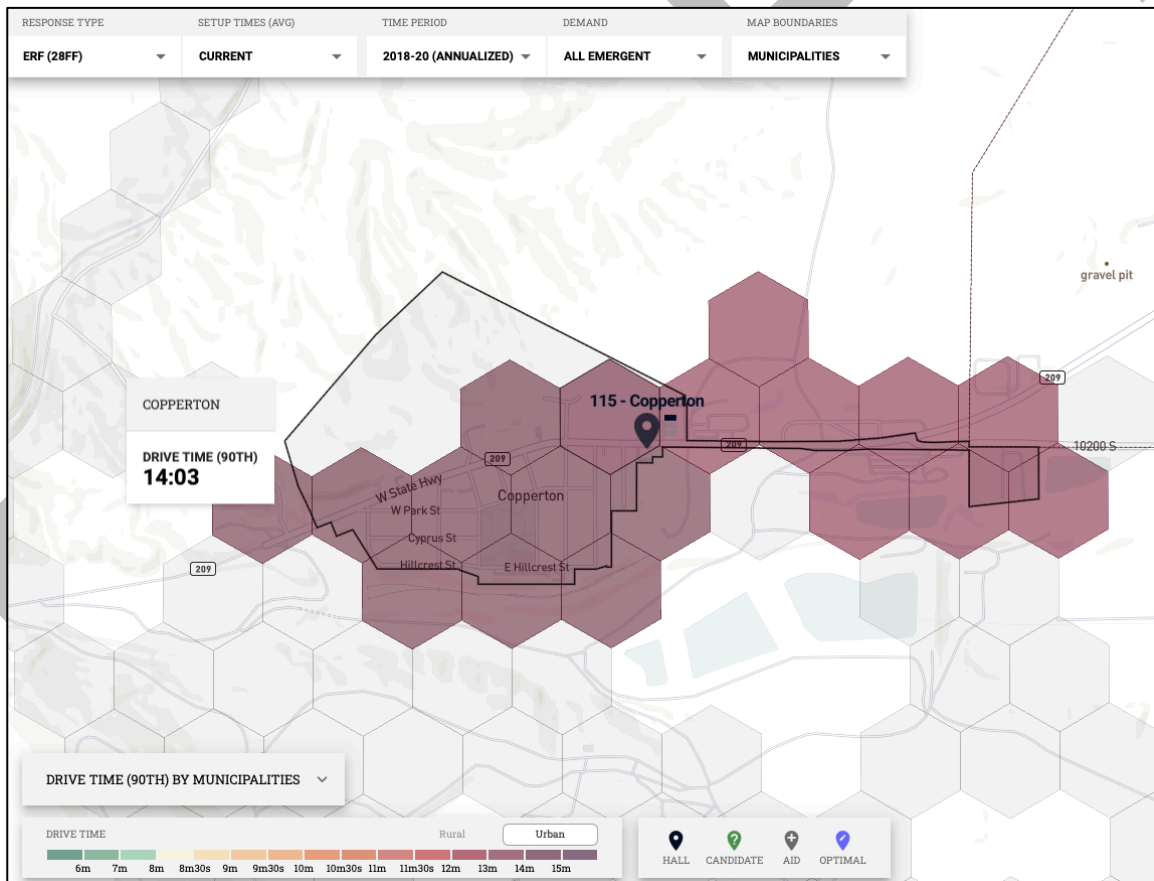 RESPONSE TYPE
SETUP TIMES (AVG)
TIME PERIOD
DEMAND
MAP BOUNDARIES
ERF (28FF)
CURRENT
2018-20 (ANNUALIZED)
ALL EMERGENT
MUNICIPALITIES
gravel pit
209
COPPERTON
115 - Copperton
DRIVE TIME (90TH)
14:03
209
10200 S
209
W State Hwy
Copperton
W Park St
Cyprus St
209
Hillcrest St
E Hillcrest St
DRIVE TIME (90TH) BY MUNICIPALITIES
DRIVE TIME
Rural
Urban
6m 7m 8m 8m30s 9m 9m30s 10m 10m30s 11m 11m30s 12m 13m 14m 15m
HALL
CANDIDATE
AID
OPTIMAL